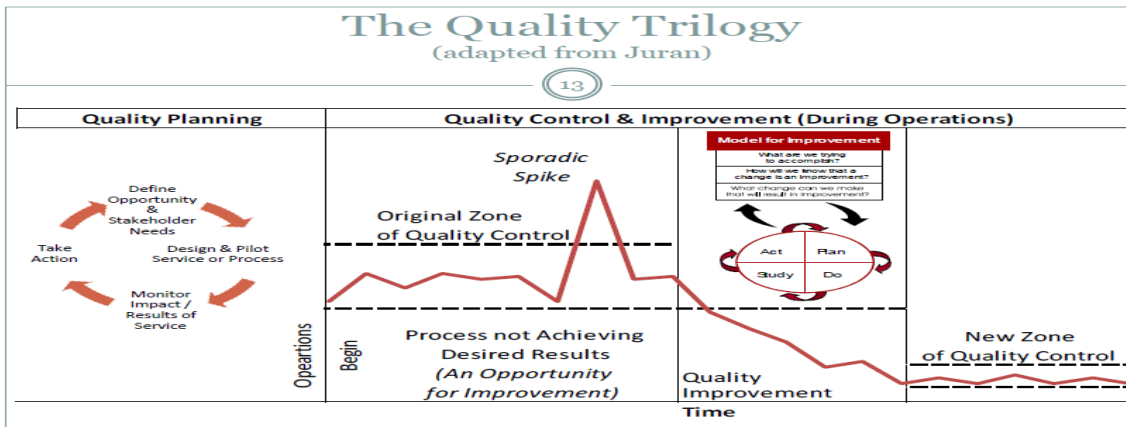 The Quality Trilogy
(adapted from Juran)
13
Quality Planning
Quality Control & Improvement (During Operations)
Define
Opportunity
&
Stakeholder
Needs
Take
Action
Design & Pilot
Service or Process
Monitor
Impact /
Results of
Service
Sporadic
Spike
Original Zone
of Quality Control
Model for Improvement
What are we trying
to accomplish?
How will we know that a
change is an improvement?
What change can we make
that will result in improvement?
Act
Plan
Study
Do
Opeartions
Begin
Process not Achieving
Desired Results
(An Opportunity
for Improvement)
Quality
Improvement
New Zone
of Quality Control
Time